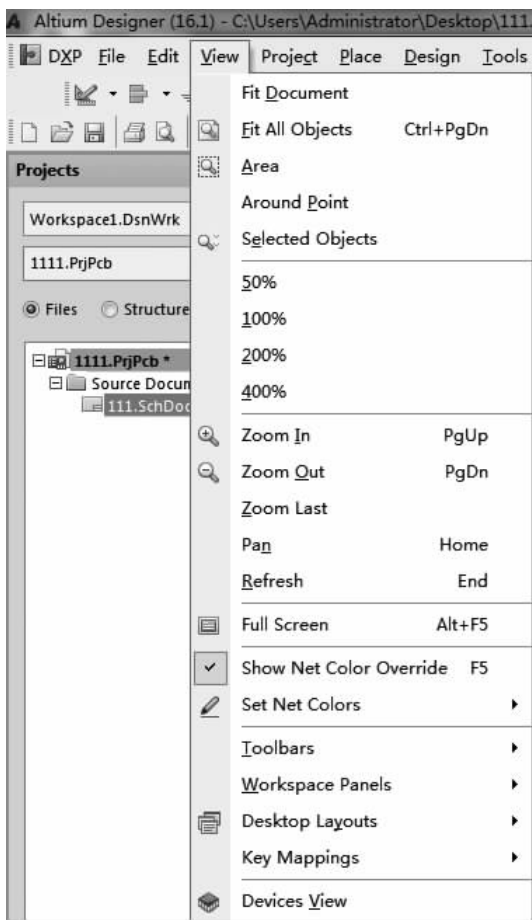 Altium Designer (16.1) - C:\Users\Administrator\Desktop\111.
DXP File Edit View Project Place Design Tools
Fit Document
Fit All Objects Ctrl+PgDn
Projects
Area
Around Point
Workspace1.DsnWrk
Selected Objects
1111.PrjPcb
50%
Files Structure
100%
200%
1111.PrjPcb *
Source Docum
400%
111.SchDoc
Zoom In PgUp
Zoom Out PgDn
Zoom Last
Pan Home
Refresh End
Full Screen Alt+F5
Show Net Color Override F5
Set Net Colors
Toolbars
Workspace Panels
Desktop Layouts
Key Mappings
Devices View